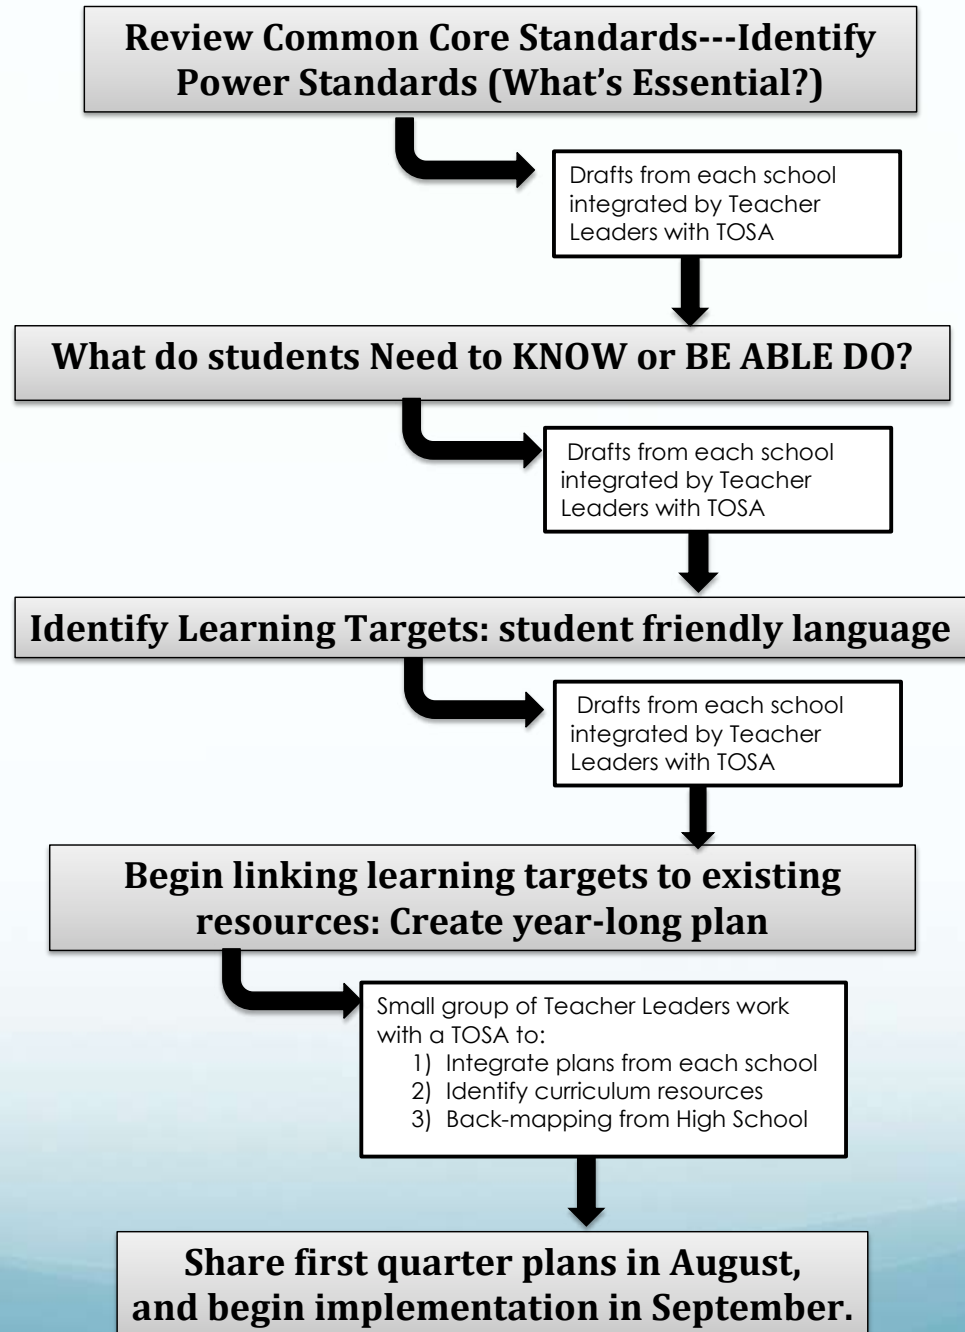 Review Common Core Standards---Identify
Power Standards (What’s Essential?)
Drafts from each school
integrated by Teacher
Leaders with TOSA
What do students Need to KNOW or BE ABLE DO?
Drafts from each school
integrated by Teacher
Leaders with TOSA
Identify Learning Targets: student friendly language
Drafts from each school
integrated by Teacher
Leaders with TOSA
Begin linking learning targets to existing
resources: Create year-long plan
Small group of Teacher Leaders work
with a TOSA to:
1) Integrate plans from each school
2) Identify curriculum resources
3) Back-mapping from High School
Share first quarter plans in August,
and begin implementation in September.